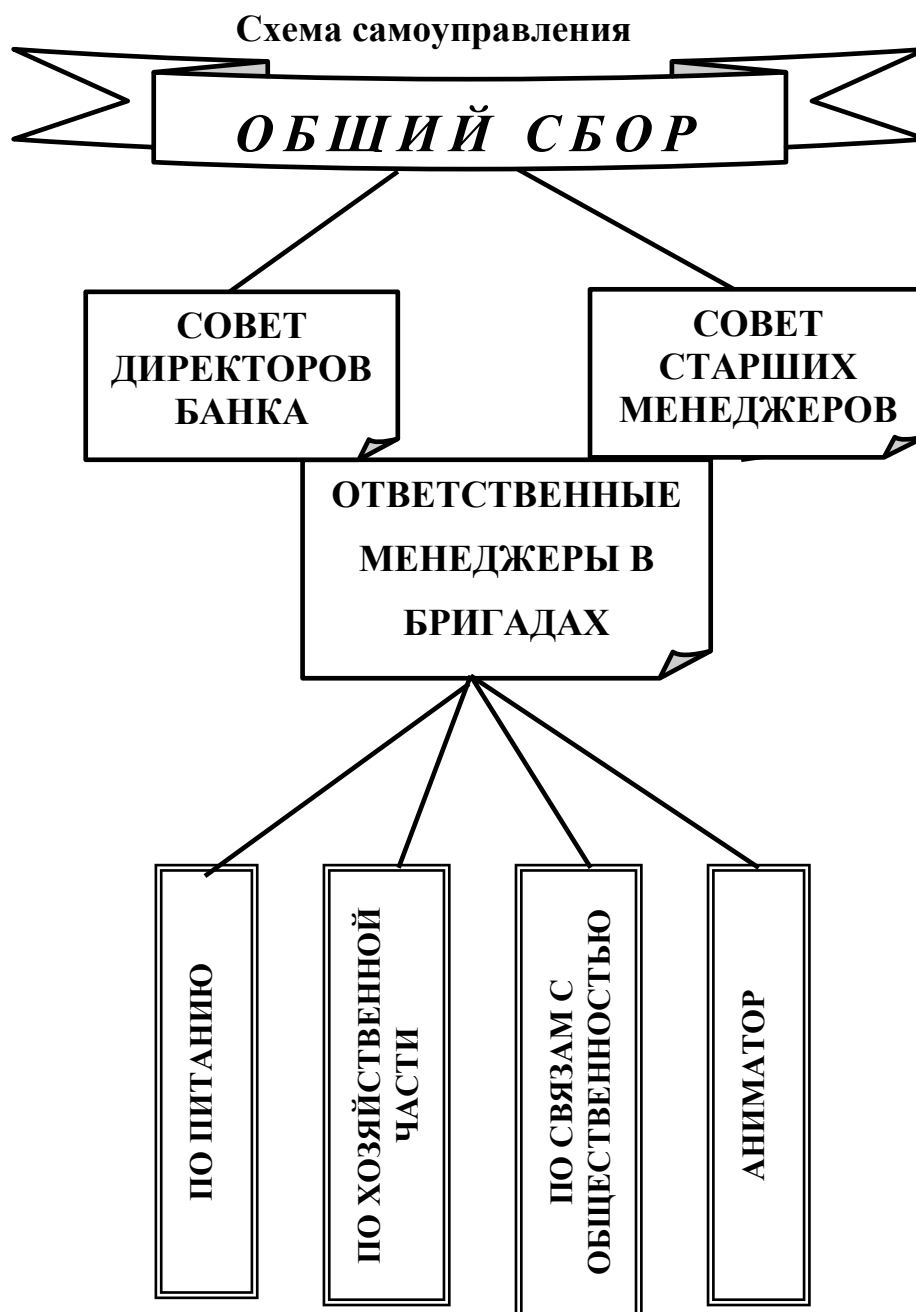 Схема самоуправления
ОБЩИЙ СБОР
СОВЕТ
ДИРЕКТОРОВ
БАНКА
СОВЕТ
СТАРШИХ
МЕНЕДЖЕРОВ
ОТВЕТСТВЕННЫЕ
МЕНЕДЖЕРЫ В
БРИГАДАХ
ПО ПИТАНИЮ
ПО ХОЗЯЙСТВЕННОЙ
ЧАСТИ
ПО СВЯЗАМ С
ОБЩЕСТВЕННОСТЬЮ
АНИМАТОР